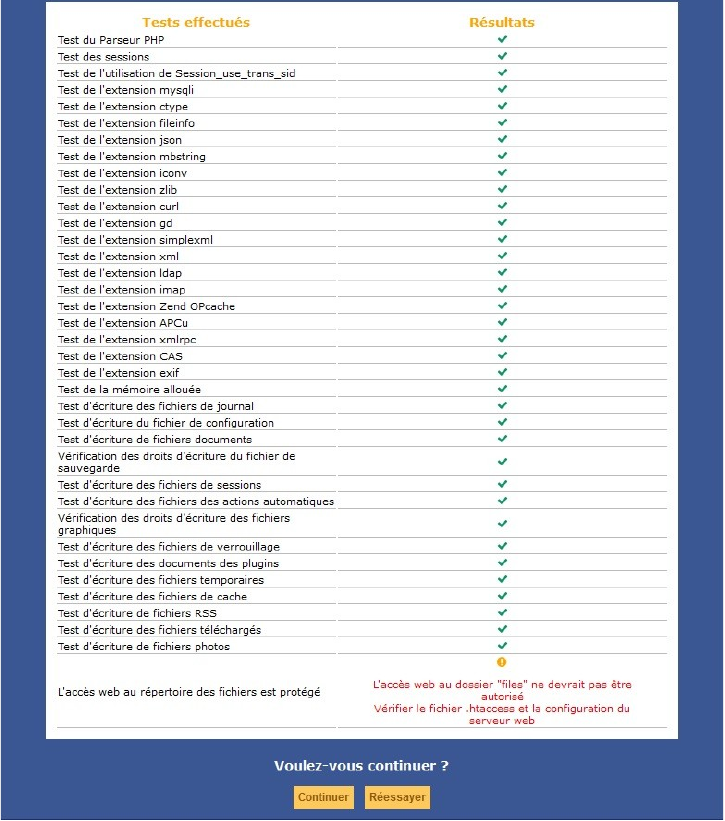 Tests effectués Résultats
Test du Parseur PHP
Test des sessions
Test de l'utilisation de Session_use_trans_sid
Test de l'extension mysqli
Test de l'extension ctype
Test de l'extension fileinfo
Test de l'extension json
Test de l'extension mbstring
Test de l'extension iconv
Test de l'extension zlib
Test de l'extension curl
Test de l'extension gd
Test de l'extension simplexml
Test de l'extension xml
Test de l'extension ldap
Test de l'extension imap
Test de l'extension Zend OPcache
Test de l'extension APCu
Test de l'extension xmlrpc
Test de l'extension CAS
Test de l'extension exif
Test de la mémoire allouée
Test d'écriture des fichiers de journal
Test d'écriture du fichier de configuration
Test d'écriture de fichiers documents
Vérification des droits d'écriture du fichier de
sauvegarde
Test d'écriture des fichiers de sessions
Test d'écriture des fichiers des actions automatiques
Vérification des droits d'écriture des fichiers
graphiques
Test d'écriture des fichiers de verrouillage
Test d'écriture des documents des plugins
Test d'écriture des fichiers temporaires
Test d'écriture des fichiers de cache
Test d'écriture de fichiers RSS
Test d'écriture des fichiers téléchargés
Test d'écriture de fichiers photos
L'accès web au répertoire des fichiers est protégé
L'accès web au dossier "files" ne devrait pas être
autorisé
Vérifier le fichier .htaccess et la configuration du
serveur web
Voulez-vous continuer ?
Continuer Réessayer